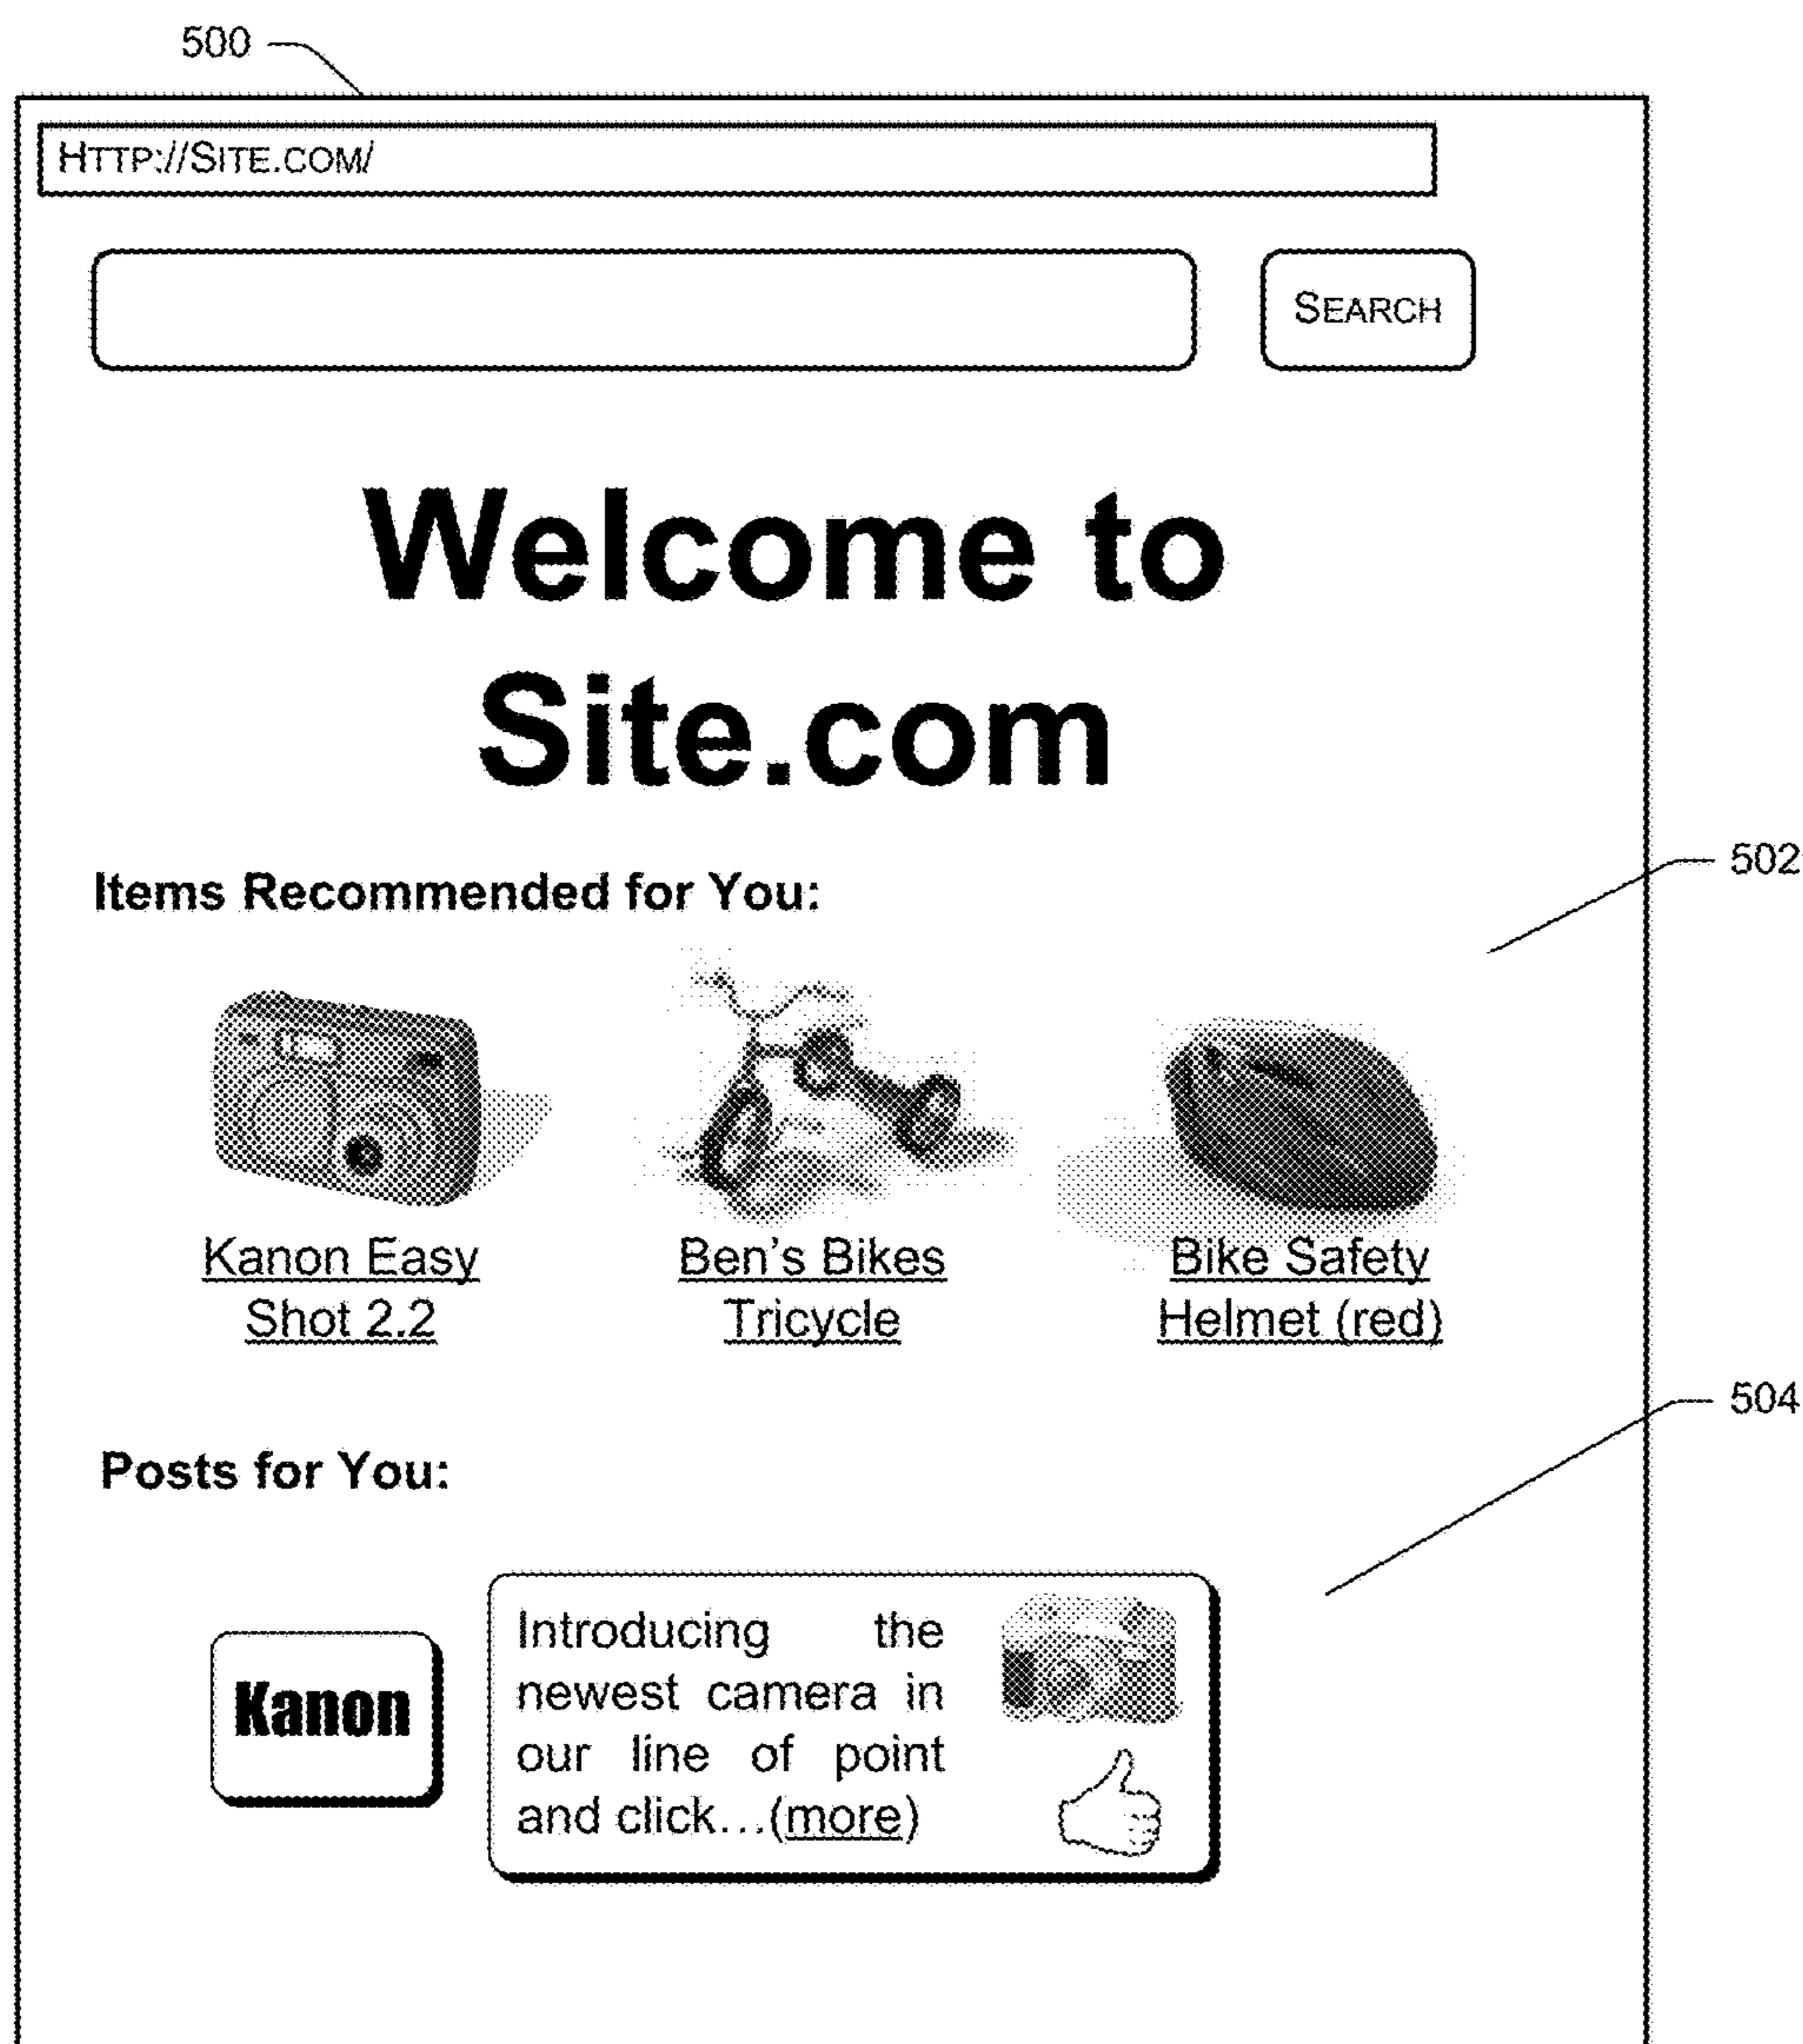 500
HTTP://SITE.COM/
SEARCH
Welcome to
Site.com
502
Items Recommended for You:
Kanon Easy
Shot 2.2
Ben's Bikes
Tricycle
Bike Safety
Helmet (red)
504
Posts for You:
Kanon
Introducing the
newest camera in
our line of point
and click...(more)